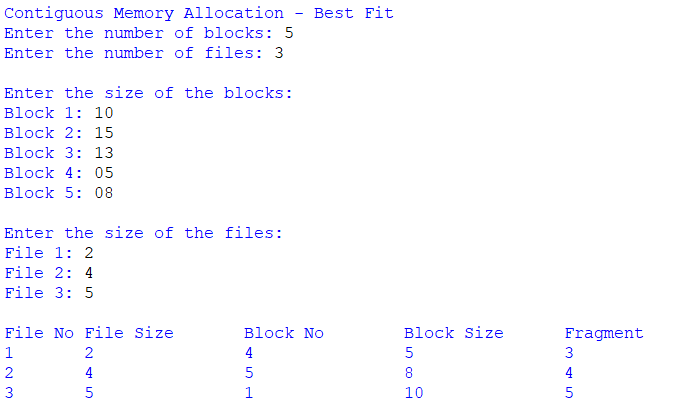 Contiguous Memory Allocation - Best Fit
Enter the number of blocks: 5
Enter the number of files: 3
Enter the size of the blocks:
Block 1: 10
Block 2: 15
Block 3: 13
Block 4: 05
Block 5: 08
Enter the size of the files:
File 1: 2
File 2: 4
File 3: 5
File No File Size Block No Block Size Fragment
1 2 4 5 3
2 4 5 8 4
3 5 1 10 5